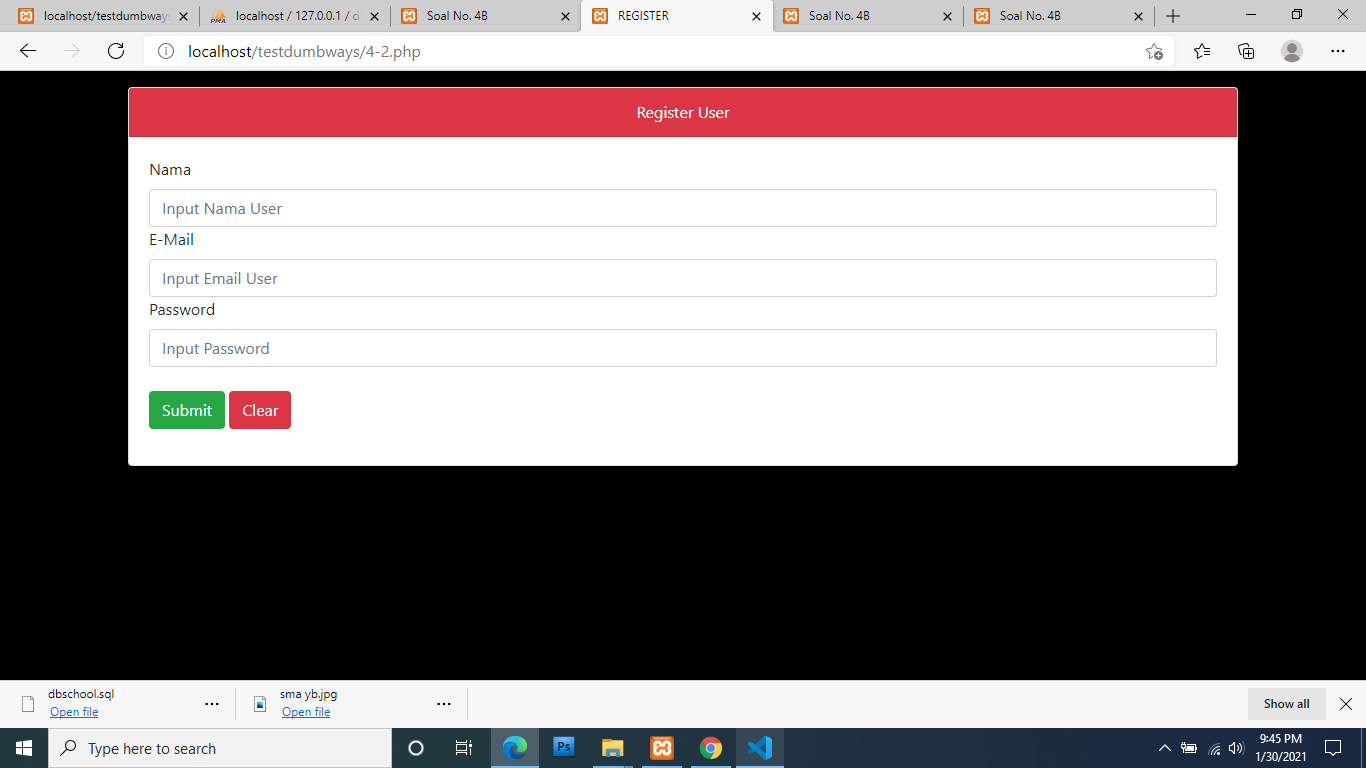 localhost/testdumbways
localhost / 127.0.0.1 / d
Soal No. 4B
REGISTER
Soal No. 4B
Soal No. 4B
localhost/testdumbways/4-2.php
Register User
Nama
Input Nama User
E-Mail
Input Email User
Password
Input Password
Submit Clear
dbschool.sql
Open file
sma yb.jpg
Open file
Show all
Type here to search
Ps
9:45 PM
1/30/2021